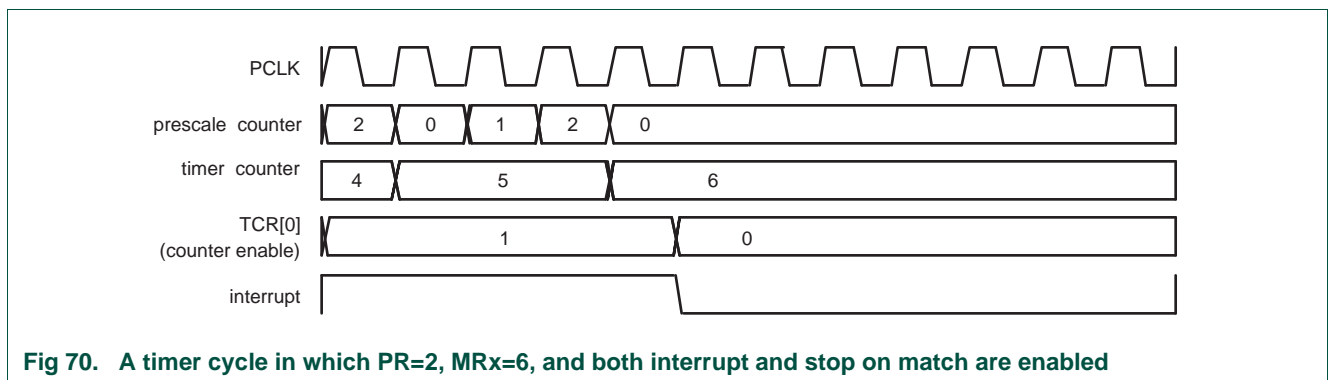 PCLK
prescale counter 2 0 1 2 0
timer counter 4 5 6
TCR[0]
(counter enable) 1 0
interrupt
Fig 70. A timer cycle in which PR=2, MRx=6, and both interrupt and stop on match are enabled